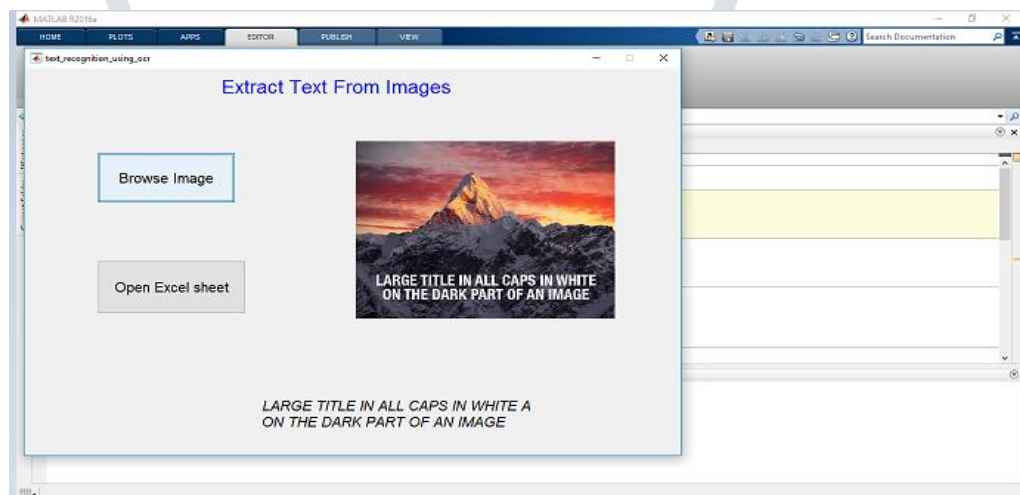 MATLAB R2016a
HOME PLOTS APPS EDITOR PUBLISH VIEW
Search Documentation
text_recognition_using_ocr
Extract Text From Images
Browse Image
Open Excel sheet
LARGE TITLE IN ALL CAPS IN WHITE
ON THE DARK PART OF AN IMAGE
LARGE TITLE IN ALL CAPS IN WHITE A
ON THE DARK PART OF AN IMAGE